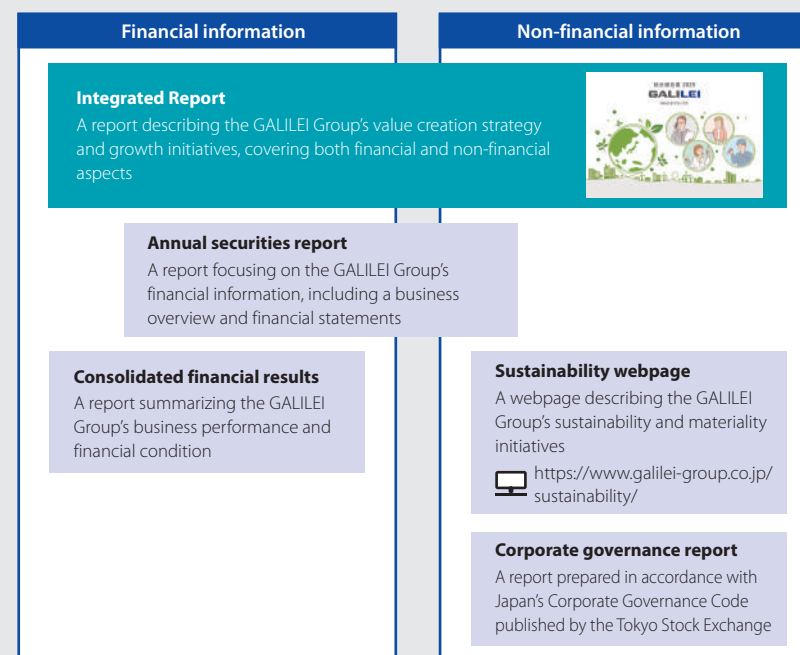 Financial information
Non-financial information
Integrated Report
A report describing the GALILEI Group's value creation strategy
and growth initiatives, covering both financial and non-financial
aspects
GALILEI
Annual securities report
A report focusing on the GALILEI Group's
financial information, including a business
overview and financial statements
Consolidated financial results
A report summarizing the GALILEI
Group's business performance and
financial condition
Sustainability webpage
A webpage describing the GALILEI
Group's sustainability and materiality
initiatives
https://www.galilei-group.co.jp/
sustainability/
Corporate governance report
A report prepared in accordance with
Japan's Corporate Governance Code
published by the Tokyo Stock Exchange